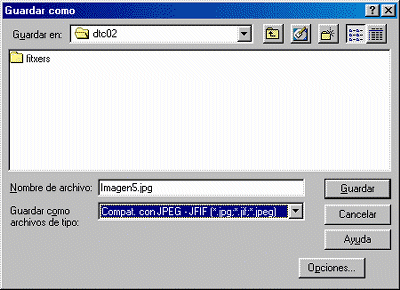 Guardar como
Guardar en: dtc02
fitxers
Nombre de archivo: Imagen5.jpg
Guardar
Guardar como
archivos de tipo: Compat. con JPEG - JFIF (*.jpg;*.jif;*.jpeg)
Cancelar
Ayuda
Opciones...